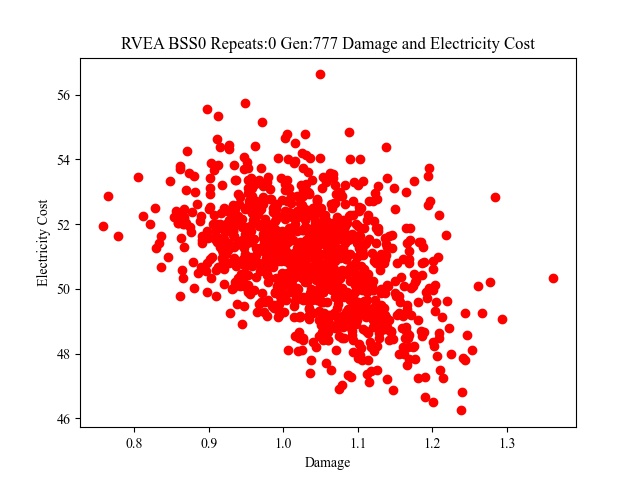 RVEA BSS0 Repeats:0 Gen:777 Damage and Electricity Cost
56
54
52
50
48
46
Electricity Cost
0.8 0.9 1.0 1.1 1.2 1.3
Damage